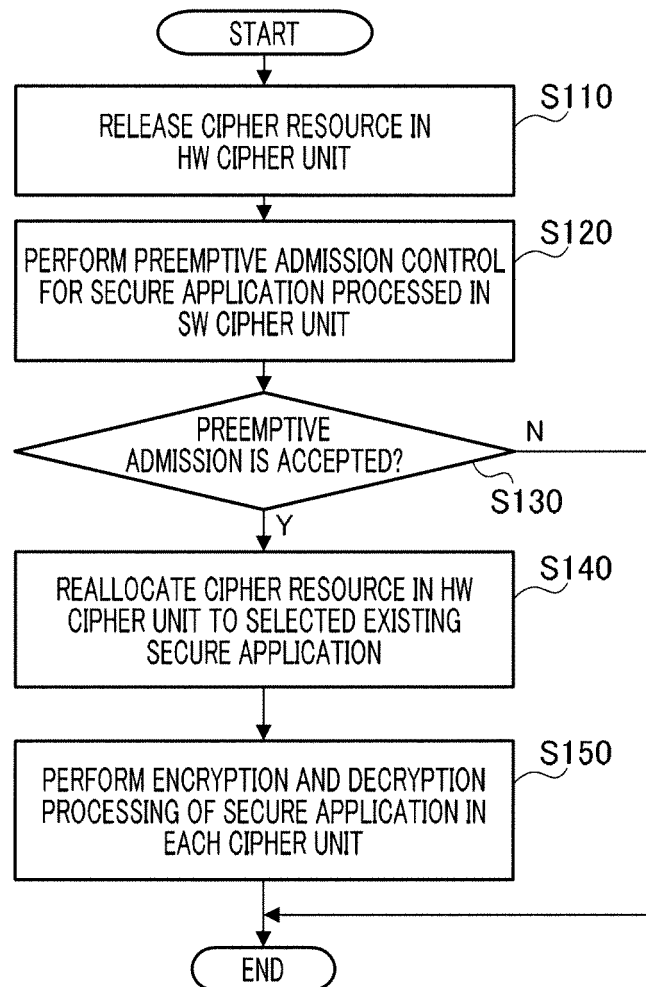 START
S110
RELEASE CIPHER RESOURCE IN
HW CIPHER UNIT
S120
PERFORM PREEMPTIVE ADMISSION CONTROL
FOR SECURE APPLICATION PROCESSED IN
SW CIPHER UNIT
PREEMPTIVE
ADMISSION IS ACCEPTED?
N
S130
Y
S140
REALLOCATE CIPHER RESOURCE IN HW
CIPHER UNIT TO SELECTED EXISTING
SECURE APPLICATION
S150
PERFORM ENCRYPTION AND DECRYPTION
PROCESSING OF SECURE APPLICATION IN
EACH CIPHER UNIT
END